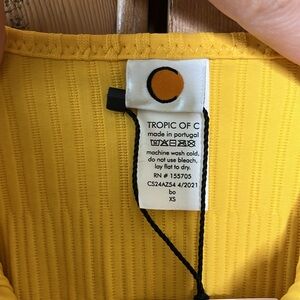 TROPIC OF C
made in portugal
machine wash cold,
do not use bleach,
lay flat to dry.
RN # 155705
CS24AZ54 4/2021
bo
XS